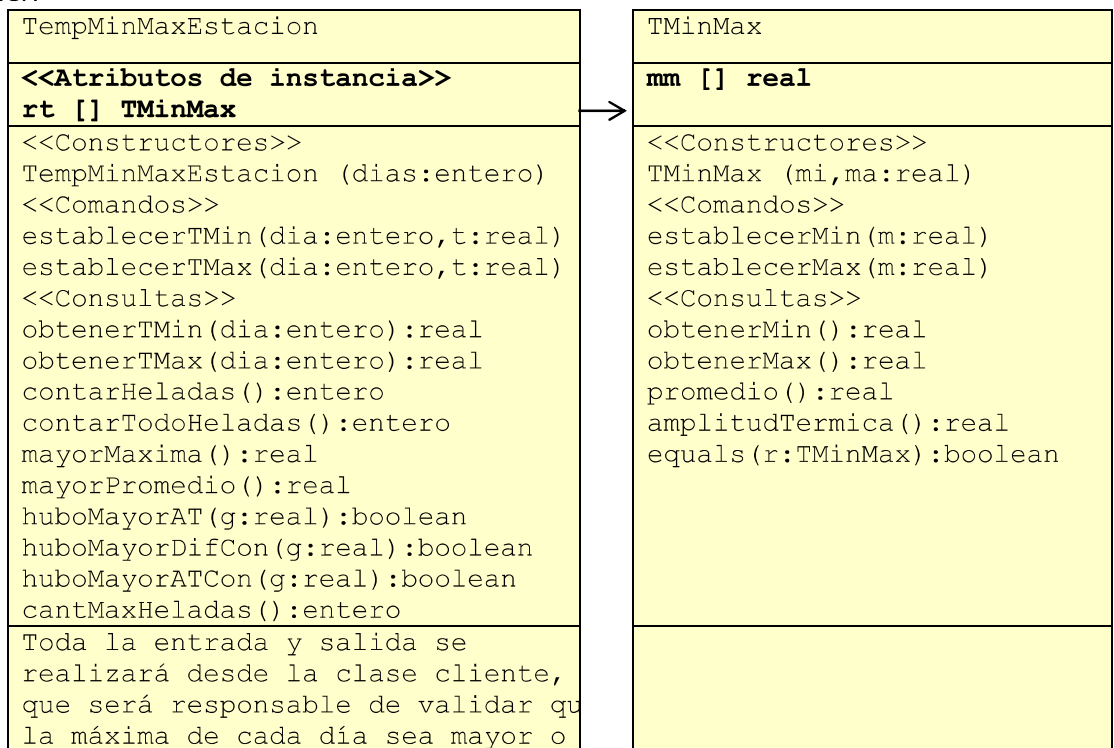 TempMinMaxEstacion
<<Atributos de instancia>>
rt [] TMinMax
<<Constructores>>
TempMinMaxEstacion (dias:entero)
<<Comandos>>
establecerTMin(dia:entero,t:real)
establecerTMax(dia:entero,t:real)
<<Consultas>>
obtenerTMin(dia:entero):real
obtenerTMax(dia:entero):real
contarHeladas():entero
contarTodoHeladas():entero
mayorMaxima():real
mayorPromedio():real
huboMayorAT(g:real):boolean
huboMayorDifCon(g:real):boolean
huboMayorATCon(g:real):boolean
cantMaxHeladas():entero
Toda la entrada y salida se
realizará desde la clase cliente,
que será responsable de validar qu
la máxima de cada día sea mayor o
TMinMax
mm [] real
<<Constructores>>
TMinMax (mi,ma:real)
<<Comandos>>
establecerMin(m:real)
establecerMax(m:real)
<<Consultas>>
obtenerMin():real
obtenerMax():real
promedio():real
amplitudTermica():real
equals(r:TMinMax):boolean